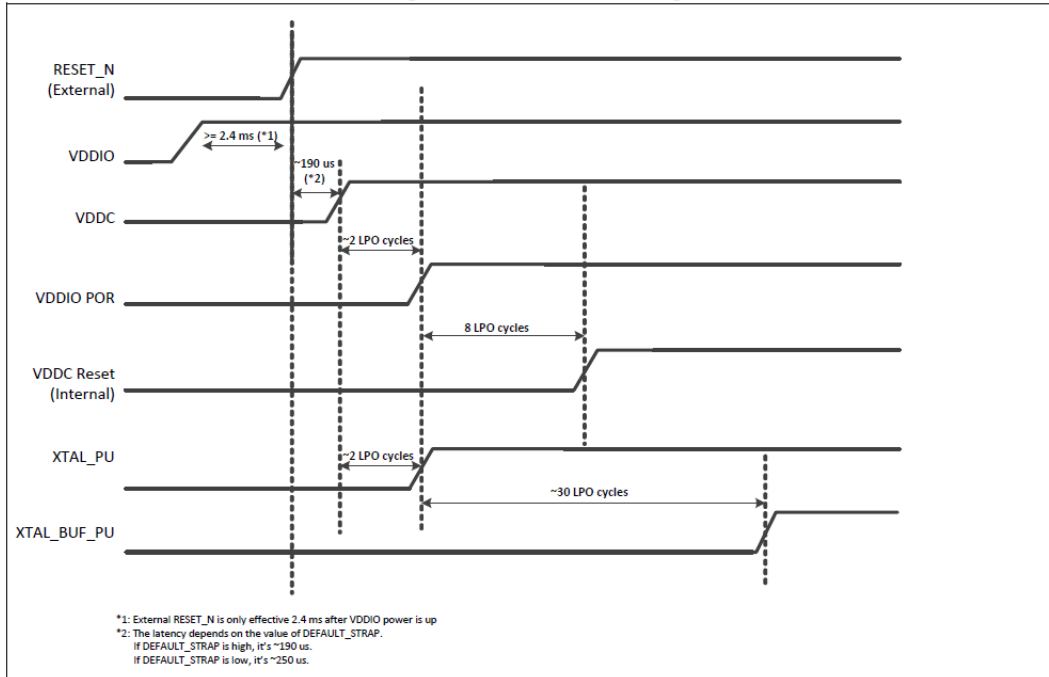 RESET_N
(External)
>= 2.4 ms (*1)
VDDIO
~190 us
(*2)
VDDC
~2 LPO cycles
VDDIO POR
8 LPO cycles
VDDC Reset
(Internal)
XTAL_PU
~2 LPO cycles
~30 LPO cycles
XTAL_BUF_PU
*1: External RESET_N is only effective 2.4 ms after VDDIO power is up
*2: The latency depends on the value of DEFAULT_STRAP.
If DEFAULT_STRAP is high, it's ~190 us.
If DEFAULT_STRAP is low, it's ~250 us.